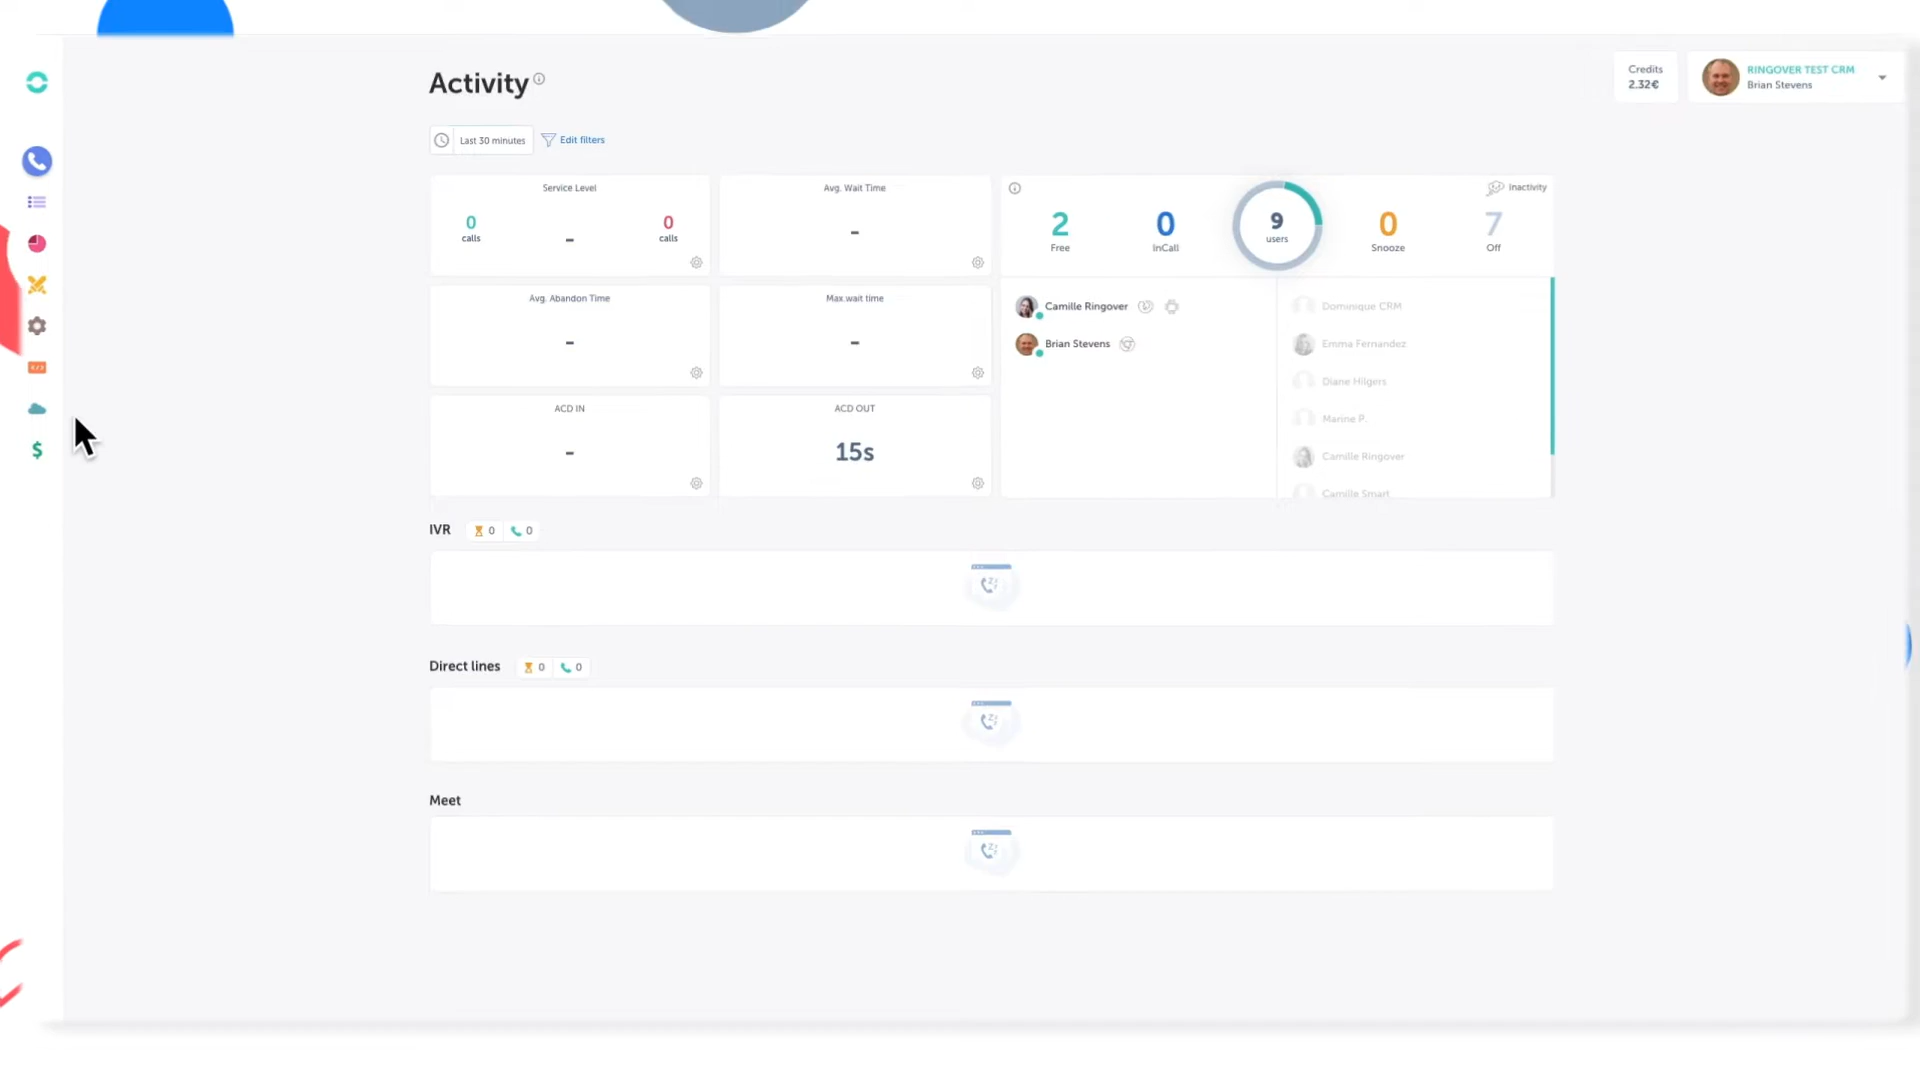 Activity
Credits
2.32€
RINGOVER TEST CRM
Brian Stevens
Last 30 minutes
Edit filters
Service Level
0
calls
-
0
calls
Avg. Wait Time
-
2
Free
0
InCall
9
users
0
Snooze
Inactivity
7
Off
Avg. Abandon Time
-
Max.wait time
-
Camille Ringover
Brian Stevens
Dominique CRM
Emma Fernandez
Diane Hilgers
Marine P.
Camille Ringover
Camille Smart
ACD IN
-
ACD OUT
15s
IVR
0
0
Direct lines
0
0
Meet